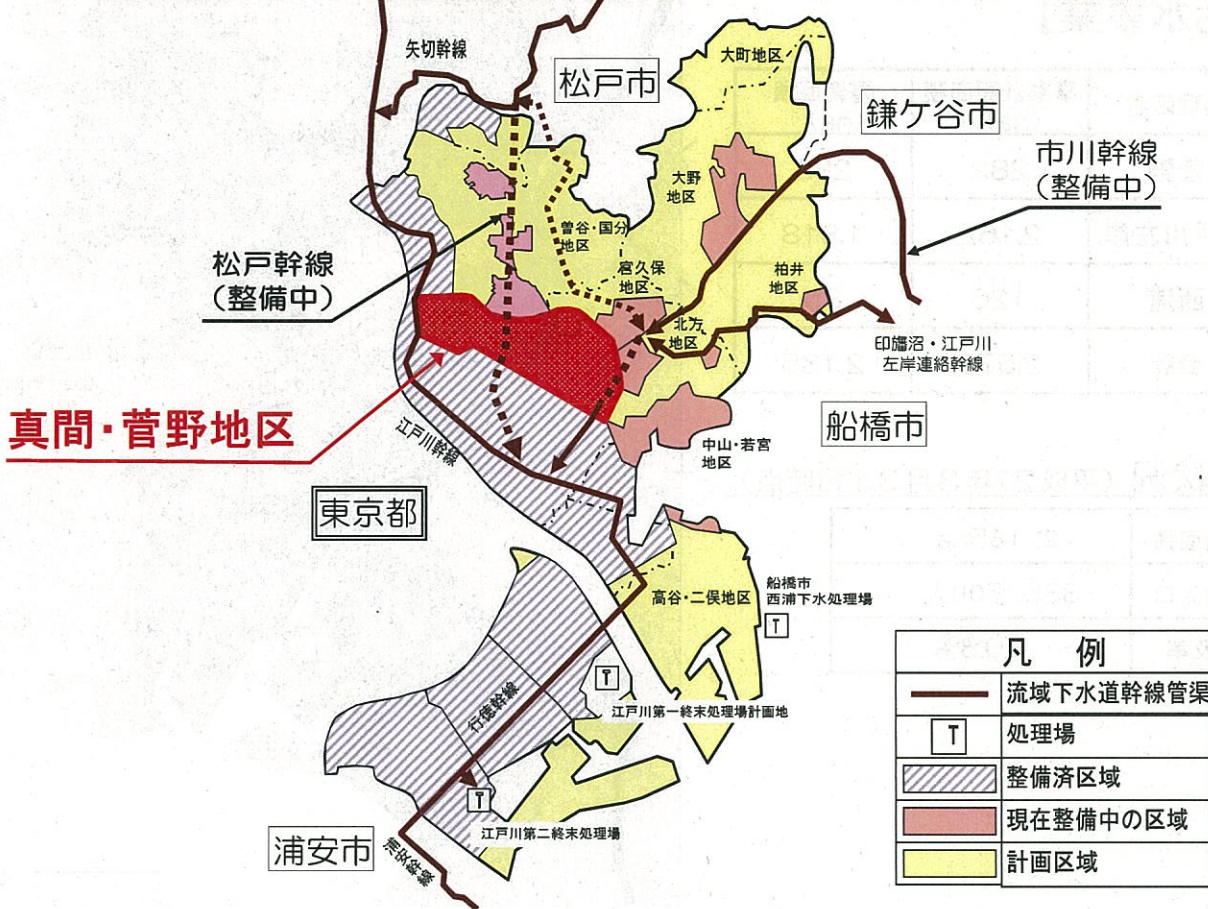 矢切幹線
松戸市
大町地区
鎌ケ谷市
市川幹線
(整備中)
大野
地区
曽谷・国分
地区
松戸幹線
(整備中)
宮久保
地区
柏井
地区
北方
地区
印旛沼・江戸川
左岸連絡幹線
真間・菅野地区
江戸川幹線
船橋市
中山・若宮
地区
東京都
高谷・二俣地区
船橋市
西浦下水処理場
T
T
江戸川第一終末処理場計画地
行徳幹線
T
江戸川第二終末処理場
浦安市
浦安幹線
凡 例
流域下水道幹線管渠
T
処理場
整備済区域
現在整備中の区域
計画区域